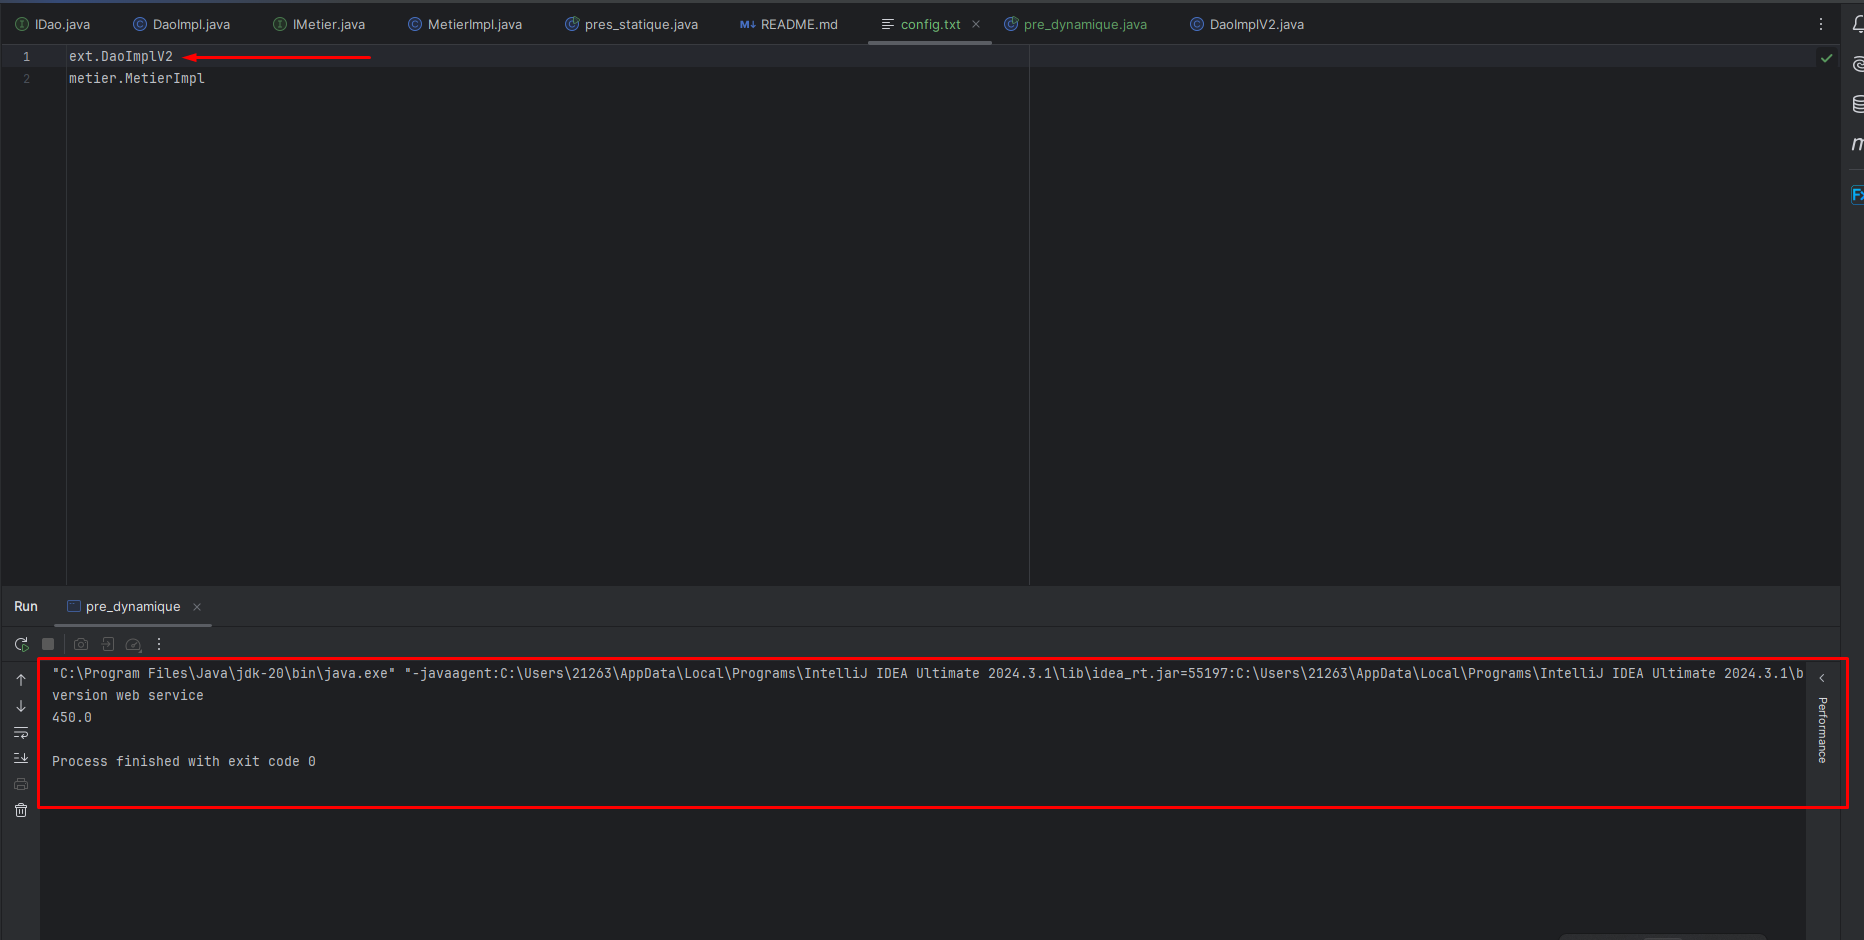 IDao.java DaoImpl.java IMetier.java MetierImpl.java pres_statique.java M↓ README.md config.txt pre_dynamique.java DaoImplV2.java
1 ext.DaoImplV2
2 metier.MetierImpl
Run pre_dynamique
"C:\Program Files\Java\jdk-20\bin\java.exe" "-javaagent:C:\Users\21263\AppData\Local\Programs\IntelliJ IDEA Ultimate 2024.3.1\lib\idea_rt.jar=55197:C:\Users\21263\AppData\Local\Programs\IntelliJ IDEA Ultimate 2024.3.1\b
version web service
450.0
Process finished with exit code 0
Performance